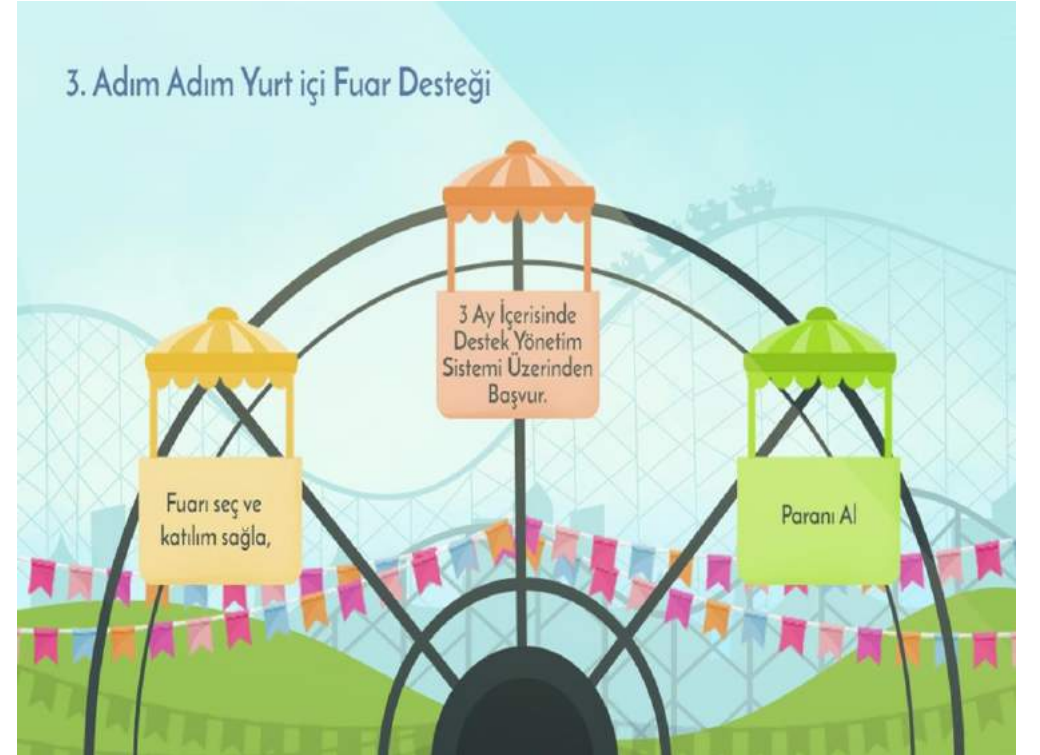 3. Adım Adım Yurt içi Fuar Desteği
3 Ay İçerisinde
Destek Yönetim
Sistemi Üzerinden
Başvur.
Fuarı seç ve
katılım sağla,
Paranı Al